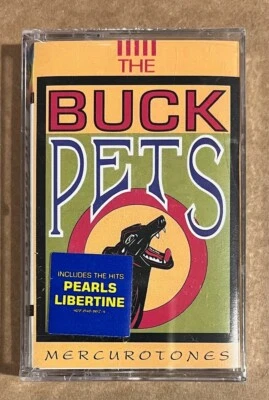 THE
BUCK
PETS
INCLUDES THE HITS:
PEARLS
LIBERTINE
MERCUROTONES